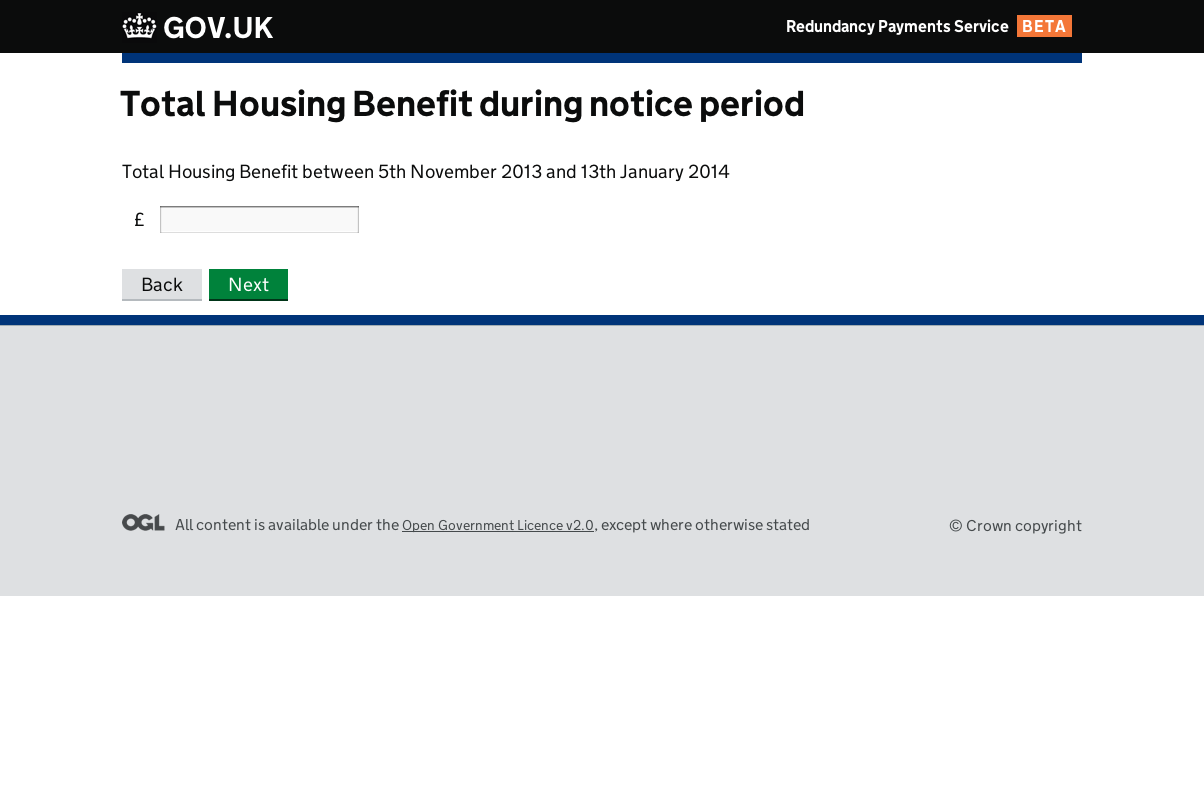 GOV.UK
Redundancy Payments Service BETA
Total Housing Benefit during notice period
Total Housing Benefit between 5th November 2013 and 13th January 2014
£
Back Next
OGL All content is available under the Open Government Licence v2.0, except where otherwise stated
© Crown copyright